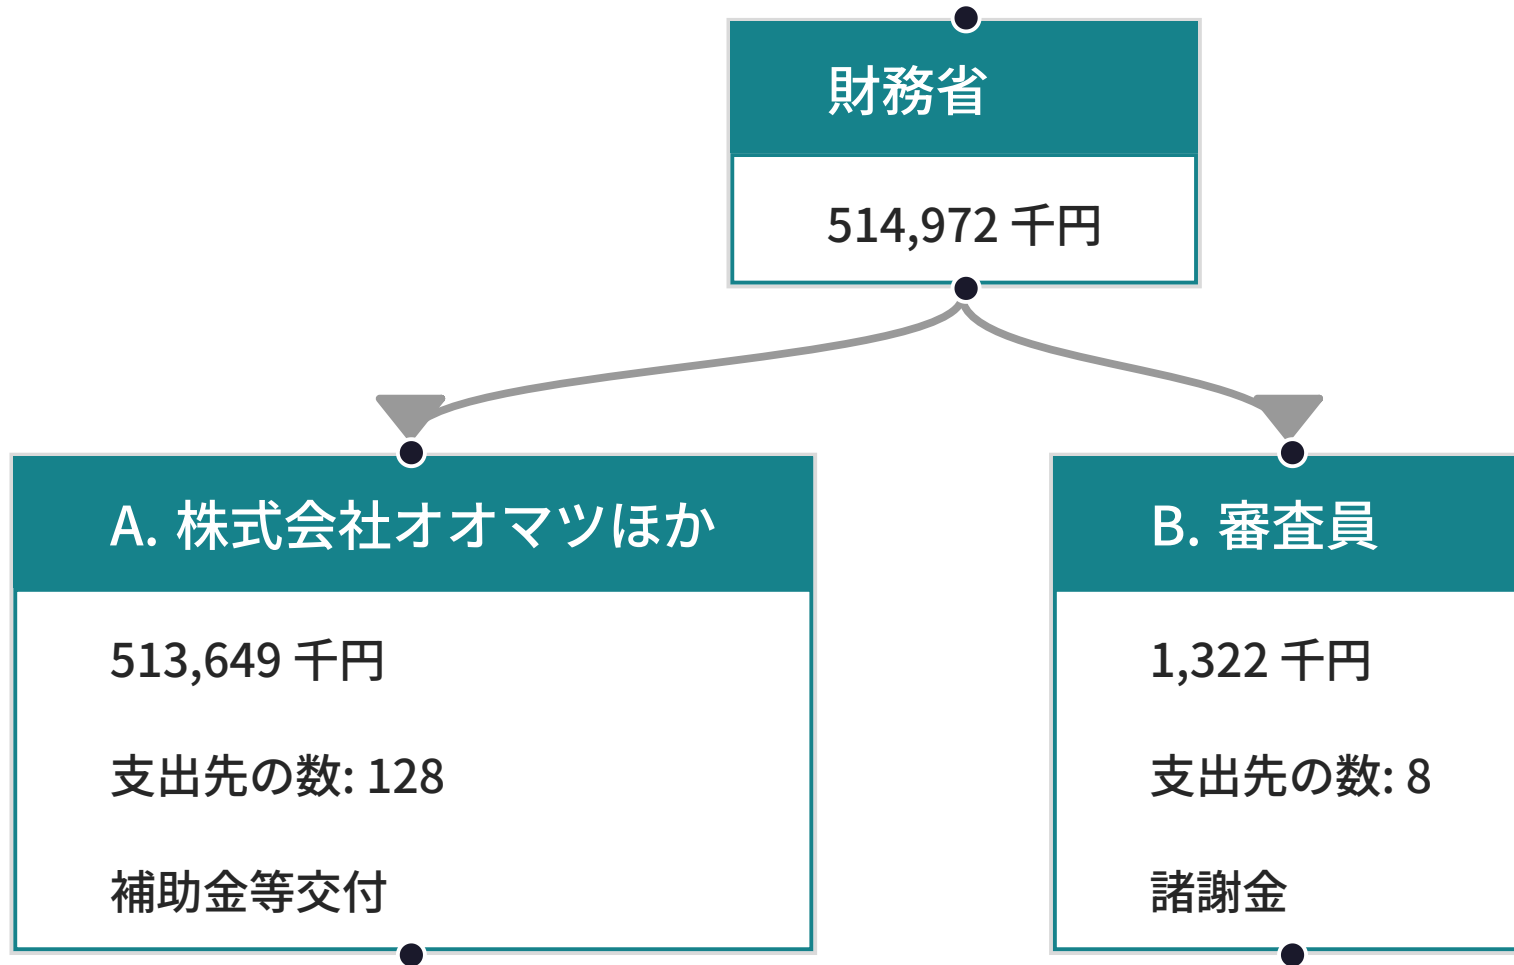 財務省
514,972 千円
A. 株式会社オオマツほか
513,649 千円
支出先の数: 128
補助金等交付
B. 審査員
1,322 千円
支出先の数: 8
諸謝金